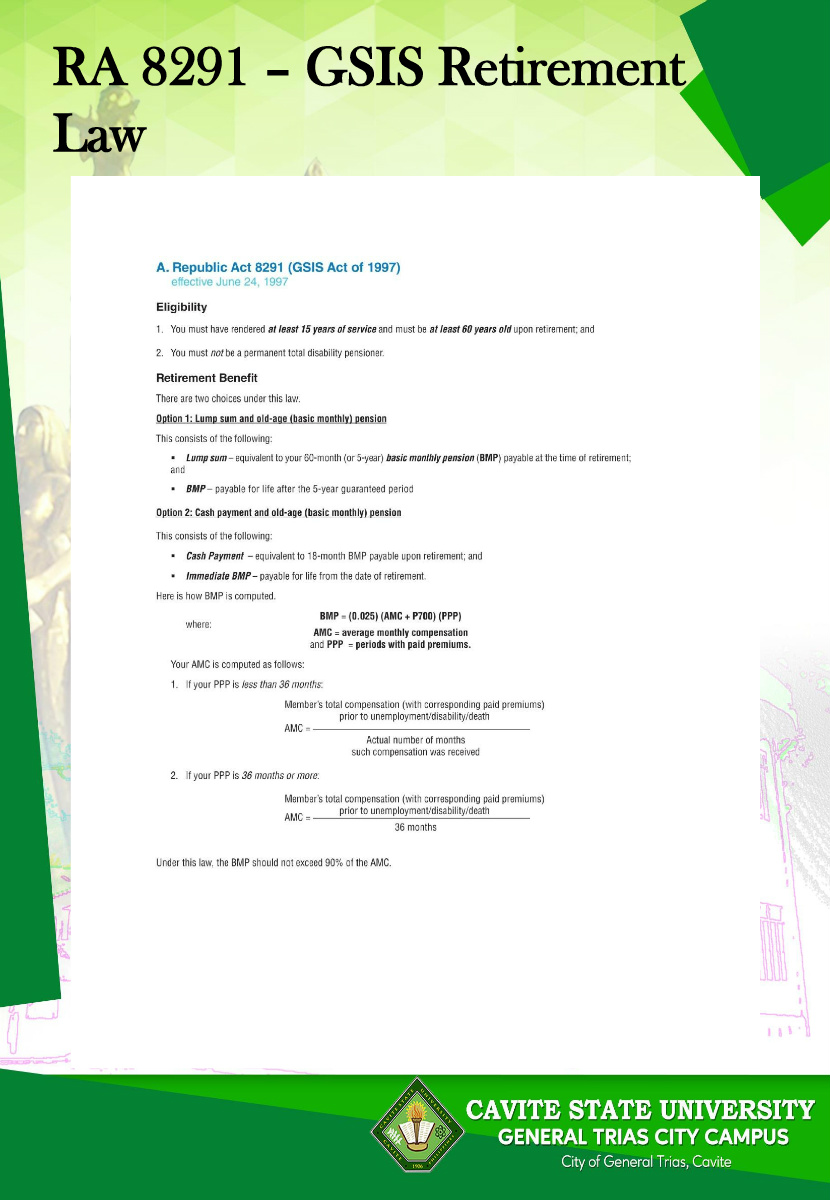 RA 8291 – GSIS Retirement
Law
A. Republic Act 8291 (GSIS Act of 1997)
effective June 24, 1997
Eligibility
1. You must have rendered at least 15 years of service and must be at least 60 years old upon retirement; and
2. You must not be a permanent total disability pensioner.
Retirement Benefit
There are two choices under this law.
Option 1: Lump sum and old-age (basic monthly) pension
This consists of the following:
▪ Lump sum – equivalent to your 60-month (or 5-year) basic monthly pension (BMP) payable at the time of retirement;
and
▪ BMP – payable for life after the 5-year guaranteed period
Option 2: Cash payment and old-age (basic monthly) pension
This consists of the following:
▪ Cash Payment – equivalent to 18-month BMP payable upon retirement; and
▪ Immediate BMP – payable for life from the date of retirement.
Here is how BMP is computed.
BMP = (0.025) (AMC + P700) (PPP)
where:
AMC = average monthly compensation
and PPP = periods with paid premiums.
Your AMC is computed as follows:
1. If your PPP is less than 36 months:
Member's total compensation (with corresponding paid premiums)
prior to unemployment/disability/death
AMC =
Actual number of months
such compensation was received
2. If your PPP is 36 months or more:
Member's total compensation (with corresponding paid premiums)
prior to unemployment/disability/death
AMC =
36 months
Under this law, the BMP should not exceed 90% of the AMC.
CAVITE STATE UNIVERSITY
GENERAL TRIAS CITY CAMPUS
City of General Trias, Cavite
1906